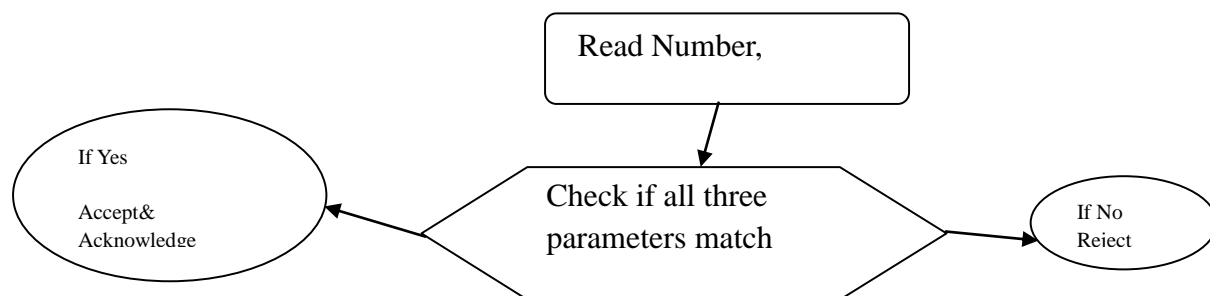 Read Number,
If Yes
Accept&
Acknowledge
Check if all three
parameters match
If No
Reject